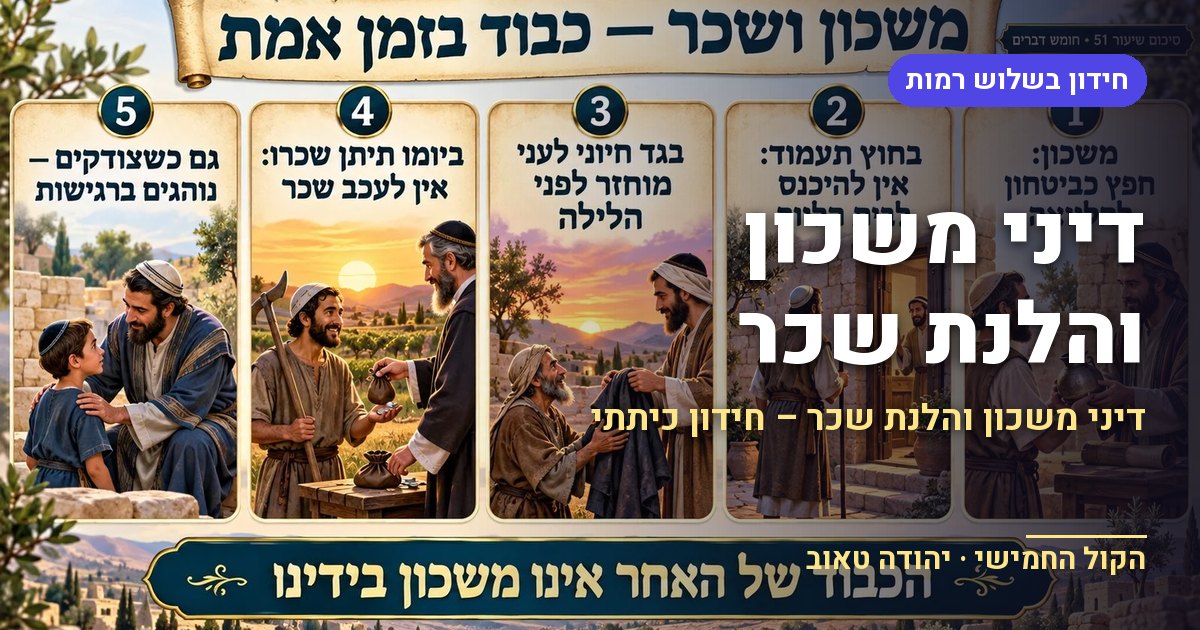 משכון ושכר – כבוד בזמן אמת
סיכום שיעור 51 • חומש דברים
חידון בשלוש רמות
1
משכון:
חפץ כביטחון
2
בחוץ תעמוד:
אין להיכנס
3
בגד חיוני לעני
מוחזר לפני
הלילה
4
ביומו תיתן שכרו:
אין לעכב שכר
5
גם כשצודקים –
נוהגים ברגישות
דיני משכון
והלנת שכר
דיני משכון והלנת שכר – חידון כיתתי
הקול החמישי · יהודה טאוב
הכבוד של האחר אינו משכון בידינו